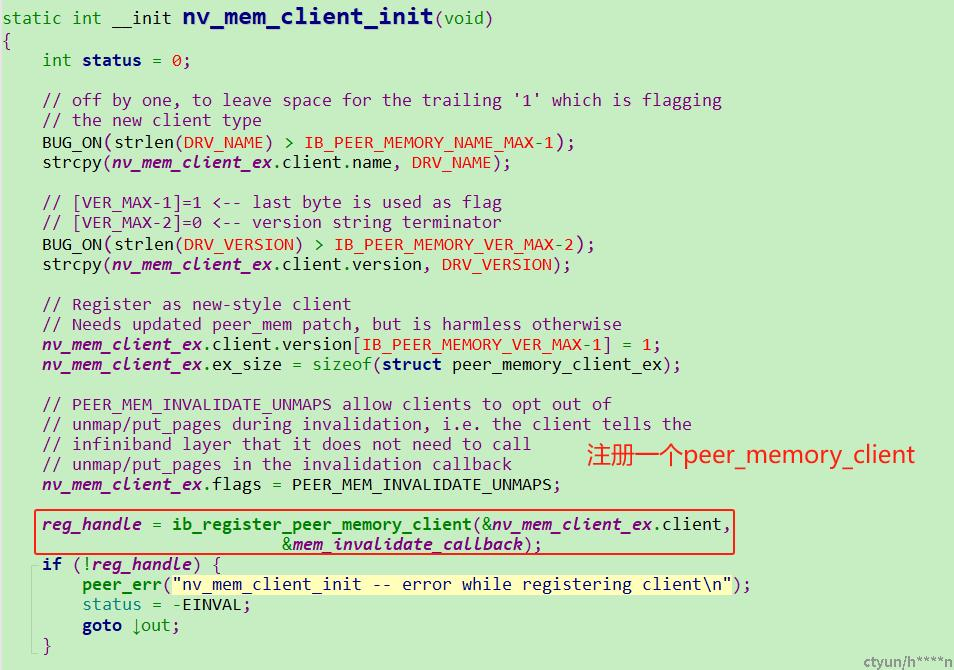 static int __init nv_mem_client_init(void)
{
    int status = 0;

    // off by one, to leave space for the trailing '1' which is flagging
    // the new client type
    BUG_ON(strlen(DRV_NAME) > IB_PEER_MEMORY_NAME_MAX-1);
    strcpy(nv_mem_client_ex.client.name, DRV_NAME);

    // [VER_MAX-1]=1 <-- last byte is used as flag
    // [VER_MAX-2]=0 <-- version string terminator
    BUG_ON(strlen(DRV_VERSION) > IB_PEER_MEMORY_VER_MAX-2);
    strcpy(nv_mem_client_ex.client.version, DRV_VERSION);

    // Register as new-style client
    // Needs updated peer_mem patch, but is harmless otherwise
    nv_mem_client_ex.client.version[IB_PEER_MEMORY_VER_MAX-1] = 1;
    nv_mem_client_ex.ex_size = sizeof(struct peer_memory_client_ex);

    // PEER_MEM_INVALIDATE_UNMAPS allow clients to opt out of
    // unmap/put_pages during invalidation, i.e. the client tells the
    // infiniband layer that it does not need to call
    // unmap/put_pages in the invalidation callback
注册一个peer_memory_client
    nv_mem_client_ex.flags = PEER_MEM_INVALIDATE_UNMAPS;

    reg_handle = ib_register_peer_memory_client(&nv_mem_client_ex.client,
                            &mem_invalidate_callback);
    if (!reg_handle) {
        peer_err("nv_mem_client_init -- error while registering client\n");
        status = -EINVAL;
        goto ↓out;
    }
ctyun/h****n